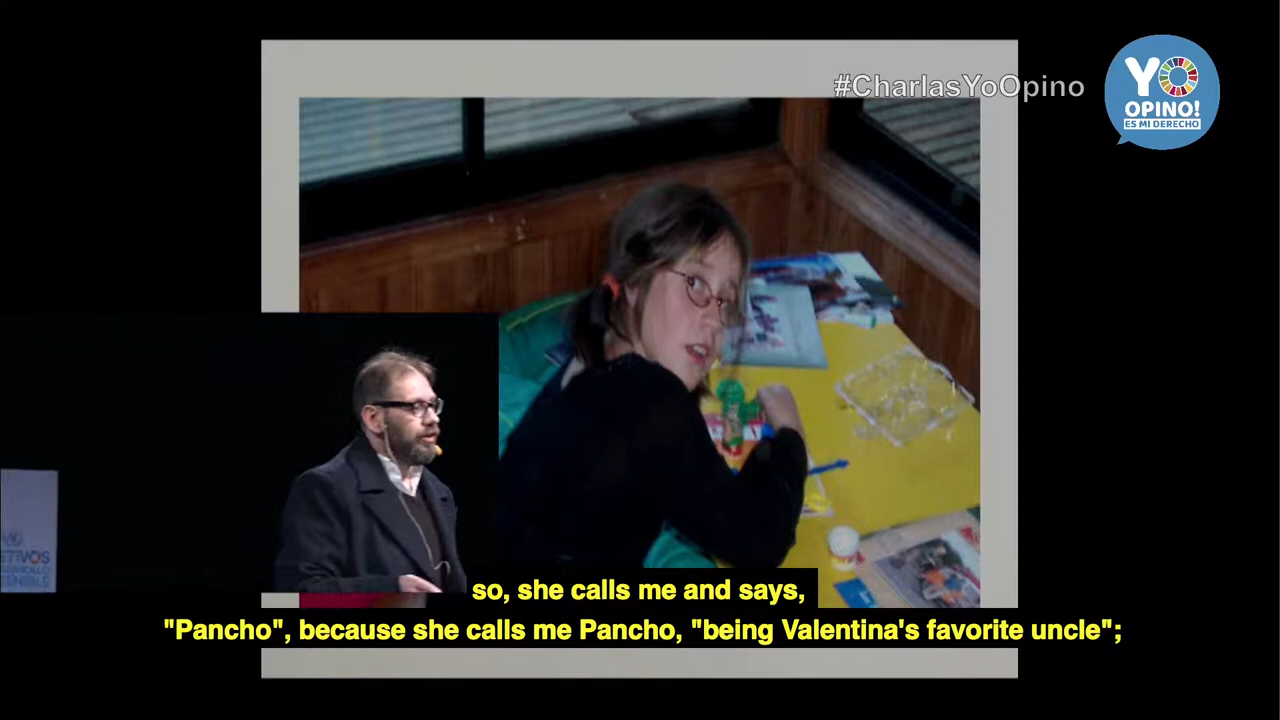 #CharlasYoOpino
YO
OPINO!
ES MI DERECHO
so, she calls me and says,
"Pancho", because she calls me Pancho, "being Valentina's favorite uncle";